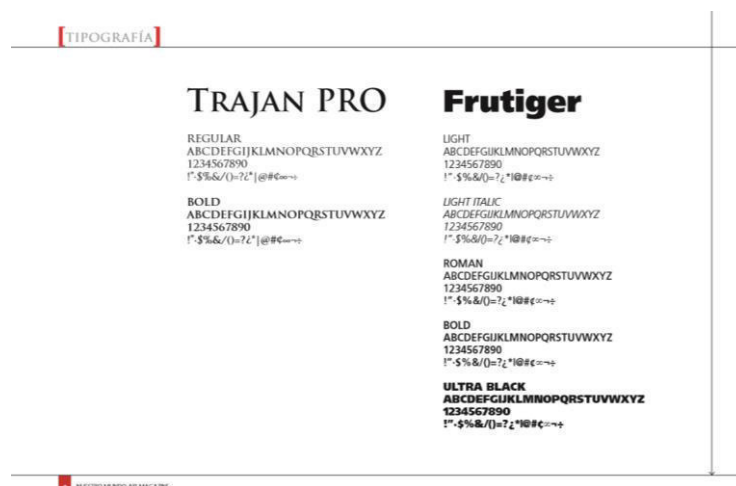 [TIPOGRAFÍA]
TRAJAN PRO
REGULAR
ABCDEFGIJKLMNOPQRSTUVWXYZ
1234567890
!"·$%&/()=?¿*|@#¢∞¬÷
BOLD
ABCDEFGIJKLMNOPQRSTUVWXYZ
1234567890
!"·$%&/()=?¿*|@#¢∞¬÷
Frutiger
LIGHT
ABCDEFGIJKLMNOPQRSTUVWXYZ
1234567890
!"·$%&/()=?¿*|@#¢∞¬÷
LIGHT ITALIC
ABCDEFGIJKLMNOPQRSTUVWXYZ
1234567890
!"·$%&/()=?¿*|@#¢∞¬÷
ROMAN
ABCDEFGIJKLMNOPQRSTUVWXYZ
1234567890
!"·$%&/()=?¿*|@#¢∞¬÷
BOLD
ABCDEFGIJKLMNOPQRSTUVWXYZ
1234567890
!"·$%&/()=?¿*|@#¢∞¬÷
ULTRA BLACK
ABCDEFGIJKLMNOPQRSTUVWXYZ
1234567890
!"·$%&/()=?¿*|@#¢∞¬÷